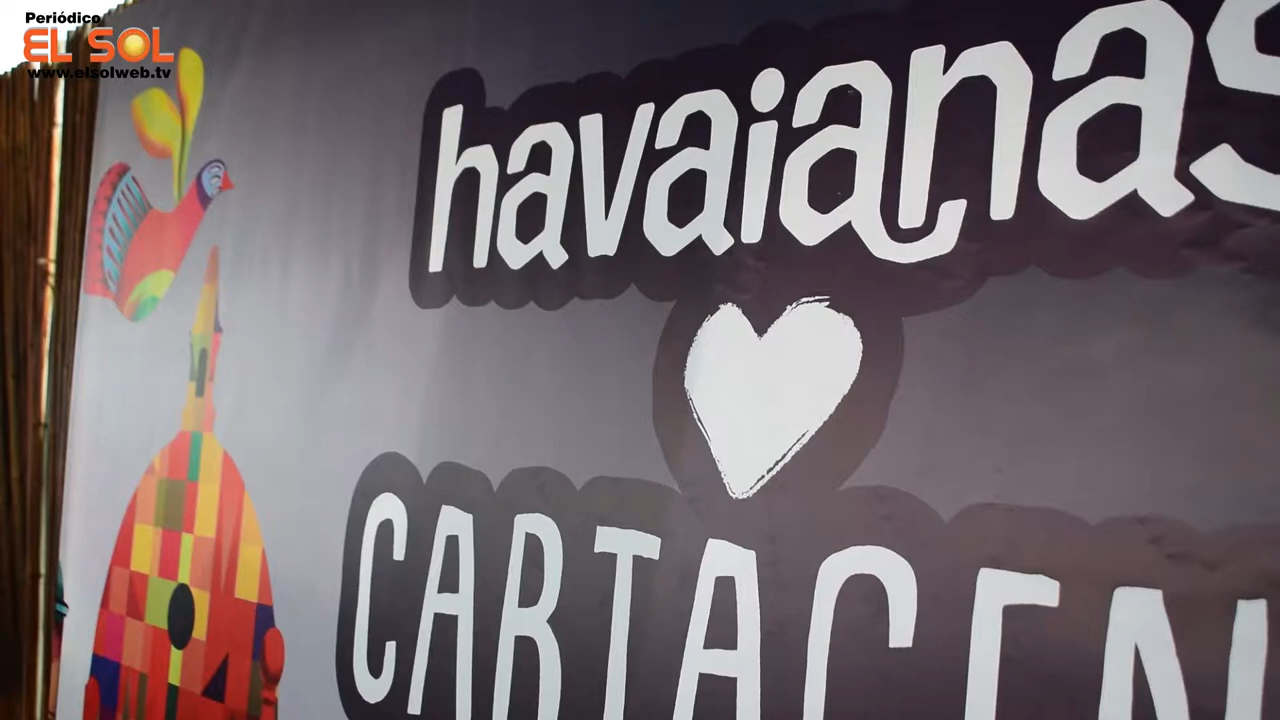 Periódico
EL SOL
www.elsolweb.tv
havaianas
CARTAGEN